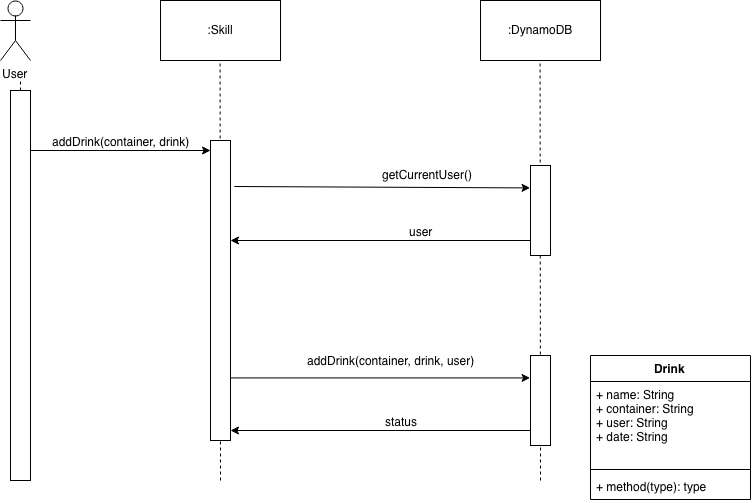 :Skill
:DynamoDB
User
addDrink(container, drink)
getCurrentUser()
user
addDrink(container, drink, user)
status
Drink
+ name: String
+ container: String
+ user: String
+ date: String
+ method(type): type